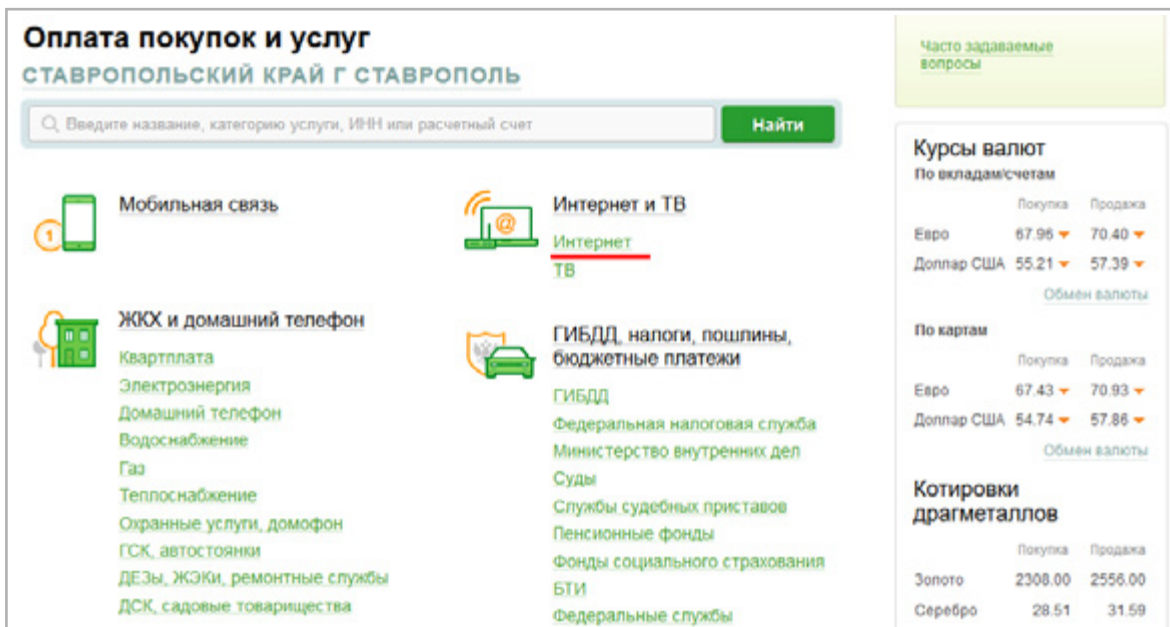 Оплата покупок и услуг
СТАВРОПОЛЬСКИЙ КРАЙ Г СТАВРОПОЛЬ
Введите название, категорию услуги, ИНН или расчетный счет
Найти
Мобильная связь
1
Интернет и ТВ
@
Интернет
ТВ
ЖКХ и домашний телефон
Квартплата
Электроэнергия
Домашний телефон
Водоснабжение
Газ
Теплоснабжение
Охранные услуги, домофон
ГСК, автостоянки
ДЕЗы, ЖЭКи, ремонтные службы
ДСК, садовые товарищества
ГИБДД, налоги, пошлины,
бюджетные платежи
ГИБДД
Федеральная налоговая служба
Министерство внутренних дел
Суды
Службы судебных приставов
Пенсионные фонды
Фонды социального страхования
БТИ
Федеральные службы
Часто задаваемые
вопросы
Курсы валют
По вкладам/счетам
Покупка Продажа
Евро 67.96 70.40
Доллар США 55.21 57.39
Обмен валюты
По картам
Покупка Продажа
Евро 67.43 70.93
Доллар США 54.74 57.86
Обмен валюты
Котировки
драгметаллов
Покупка Продажа
Золото 2308.00 2556.00
Серебро 28.51 31.59